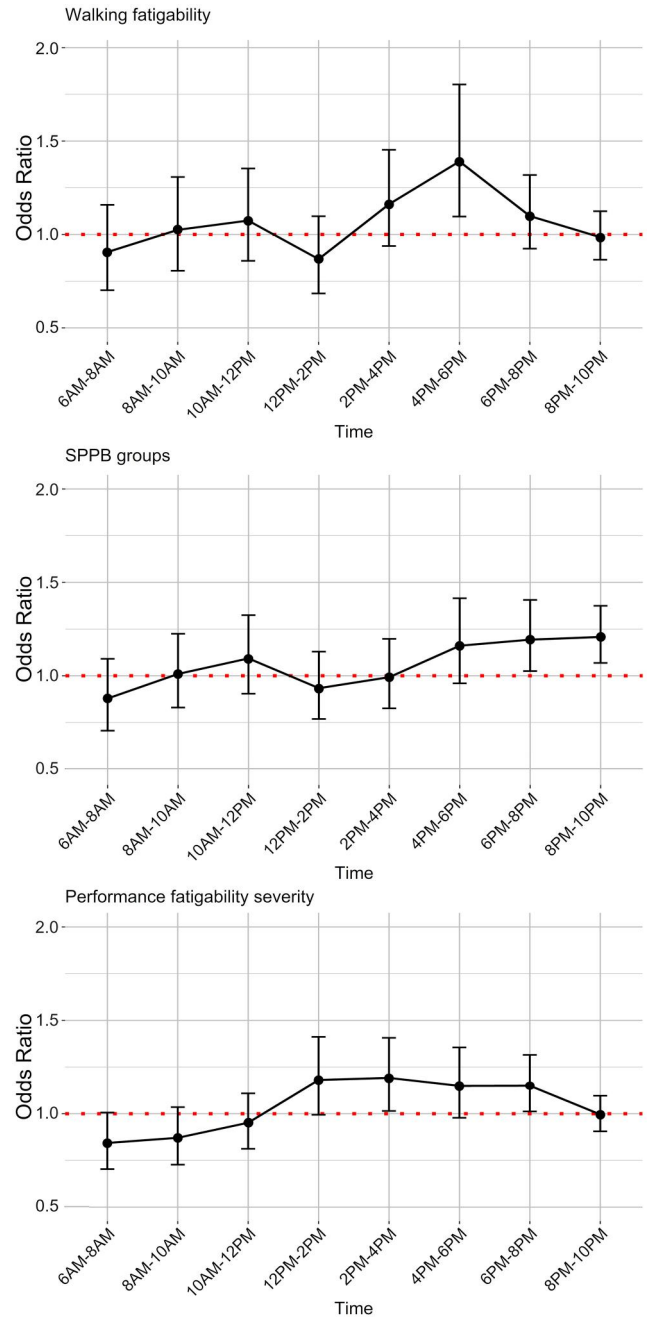 Walking fatigability
2.0
1.5
1.0
0.5
Odds Ratio
6AM-8AM
8AM-10AM
10AM-12PM
12PM-2PM
2PM-4PM
4PM-6PM
6PM-8PM
8PM-10PM
Time
SPPB groups
2.0
1.5
1.0
0.5
Odds Ratio
6AM-8AM
8AM-10AM
10AM-12PM
12PM-2PM
2PM-4PM
4PM-6PM
6PM-8PM
8PM-10PM
Time
Performance fatigability severity
2.0
1.5
1.0
0.5
Odds Ratio
6AM-8AM
8AM-10AM
10AM-12PM
12PM-2PM
2PM-4PM
4PM-6PM
6PM-8PM
8PM-10PM
Time